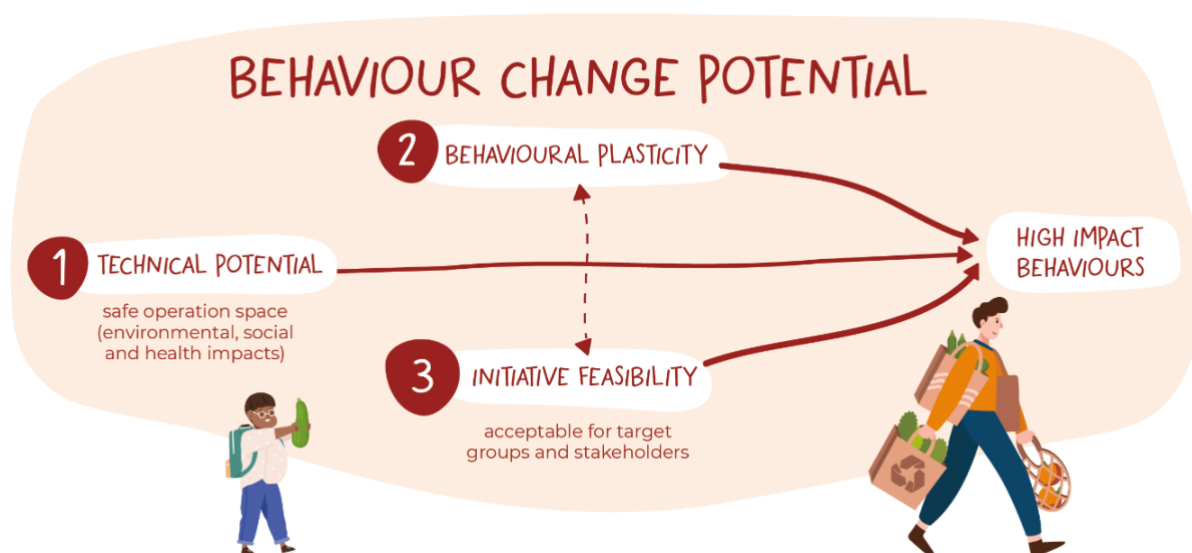 BEHAVIOUR CHANGE POTENTIAL
2 BEHAVIOURAL PLASTICITY
1 TECHNICAL POTENTIAL
safe operation space
(environmental, social
and health impacts)
HIGH IMPACT
BEHAVIOURS
3 INITIATIVE FEASIBILITY
acceptable for target
groups and stakeholders